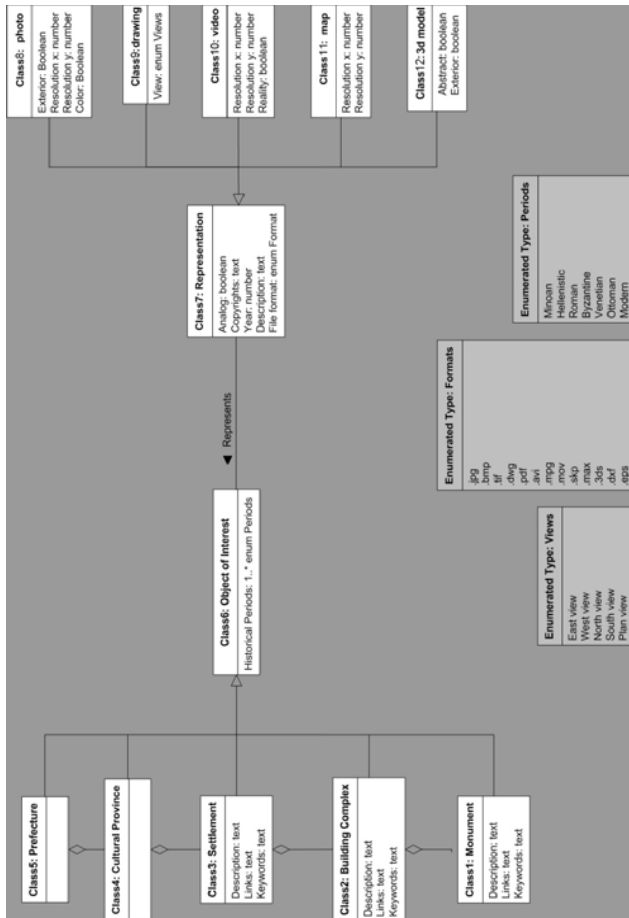 Class5: Prefecture
Class4: Cultural Province
Class3: Settlement
Description: text
Links: text
Keywords: text
Class2: Building Complex
Description: text
Links: text
Keywords: text
Class1: Monument
Description: text
Links: text
Keywords: text
Class6: Object of Interest
Historical Periods: 1..* enum Periods
Represents
Class7: Representation
Analog: boolean
Copyrights: text
Year: number
Description: text
File format: enum Format
Class8: photo
Exterior: Boolean
Resolution x: number
Resolution y: number
Color: Boolean
Class9: drawing
View: enum Views
Class10: video
Resolution x: number
Resolution y: number
Reality: boolean
Class11: map
Resolution x: number
Resolution y: number
Class12: 3d model
Abstract: boolean
Exterior: boolean
Enumerated Type: Views
East view
West view
North view
South view
Plan view
Enumerated Type: Formats
.jpg
.bmp
.tif
.dwg
.pdf
.avi
.mpg
.mov
.skp
.max
.3ds
.dxf
.eps
Enumerated Type: Periods
Minoan
Hellenistic
Roman
Byzantine
Venetian
Ottoman
Modern